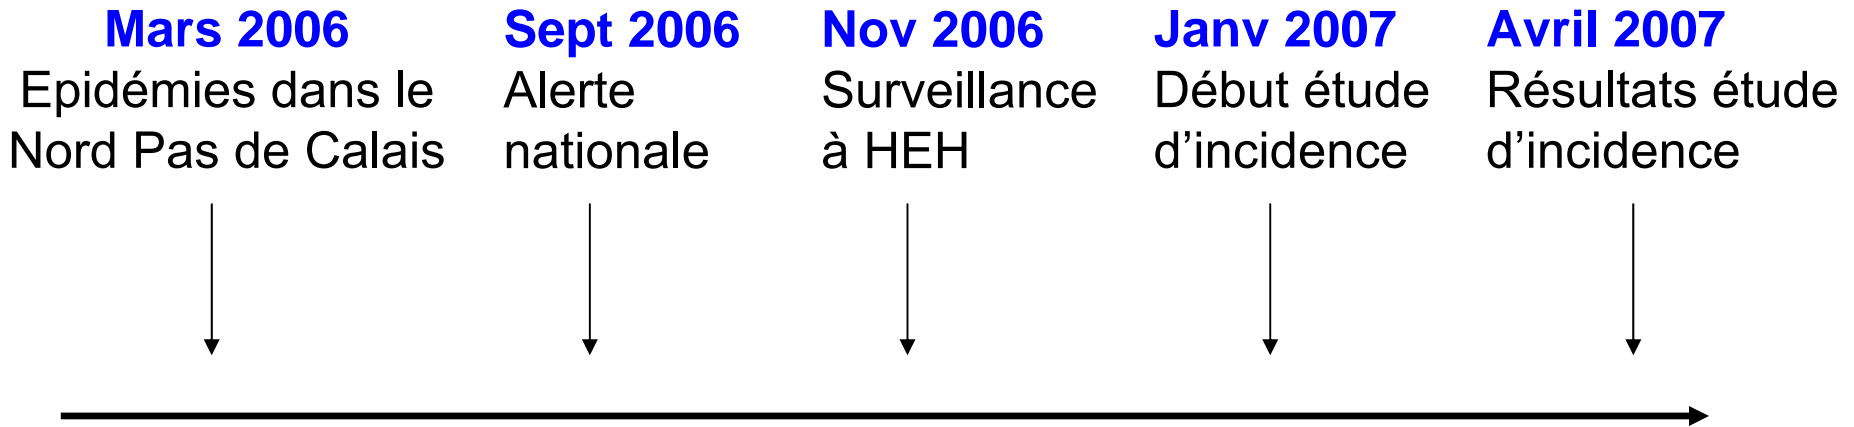 Mars 2006
Epidémies dans le
Nord Pas de Calais
Sept 2006
Alerte
nationale
Nov 2006
Surveillance
à HEH
Janv 2007
Début étude
d’incidence
Avril 2007
Résultats étude
d’incidence